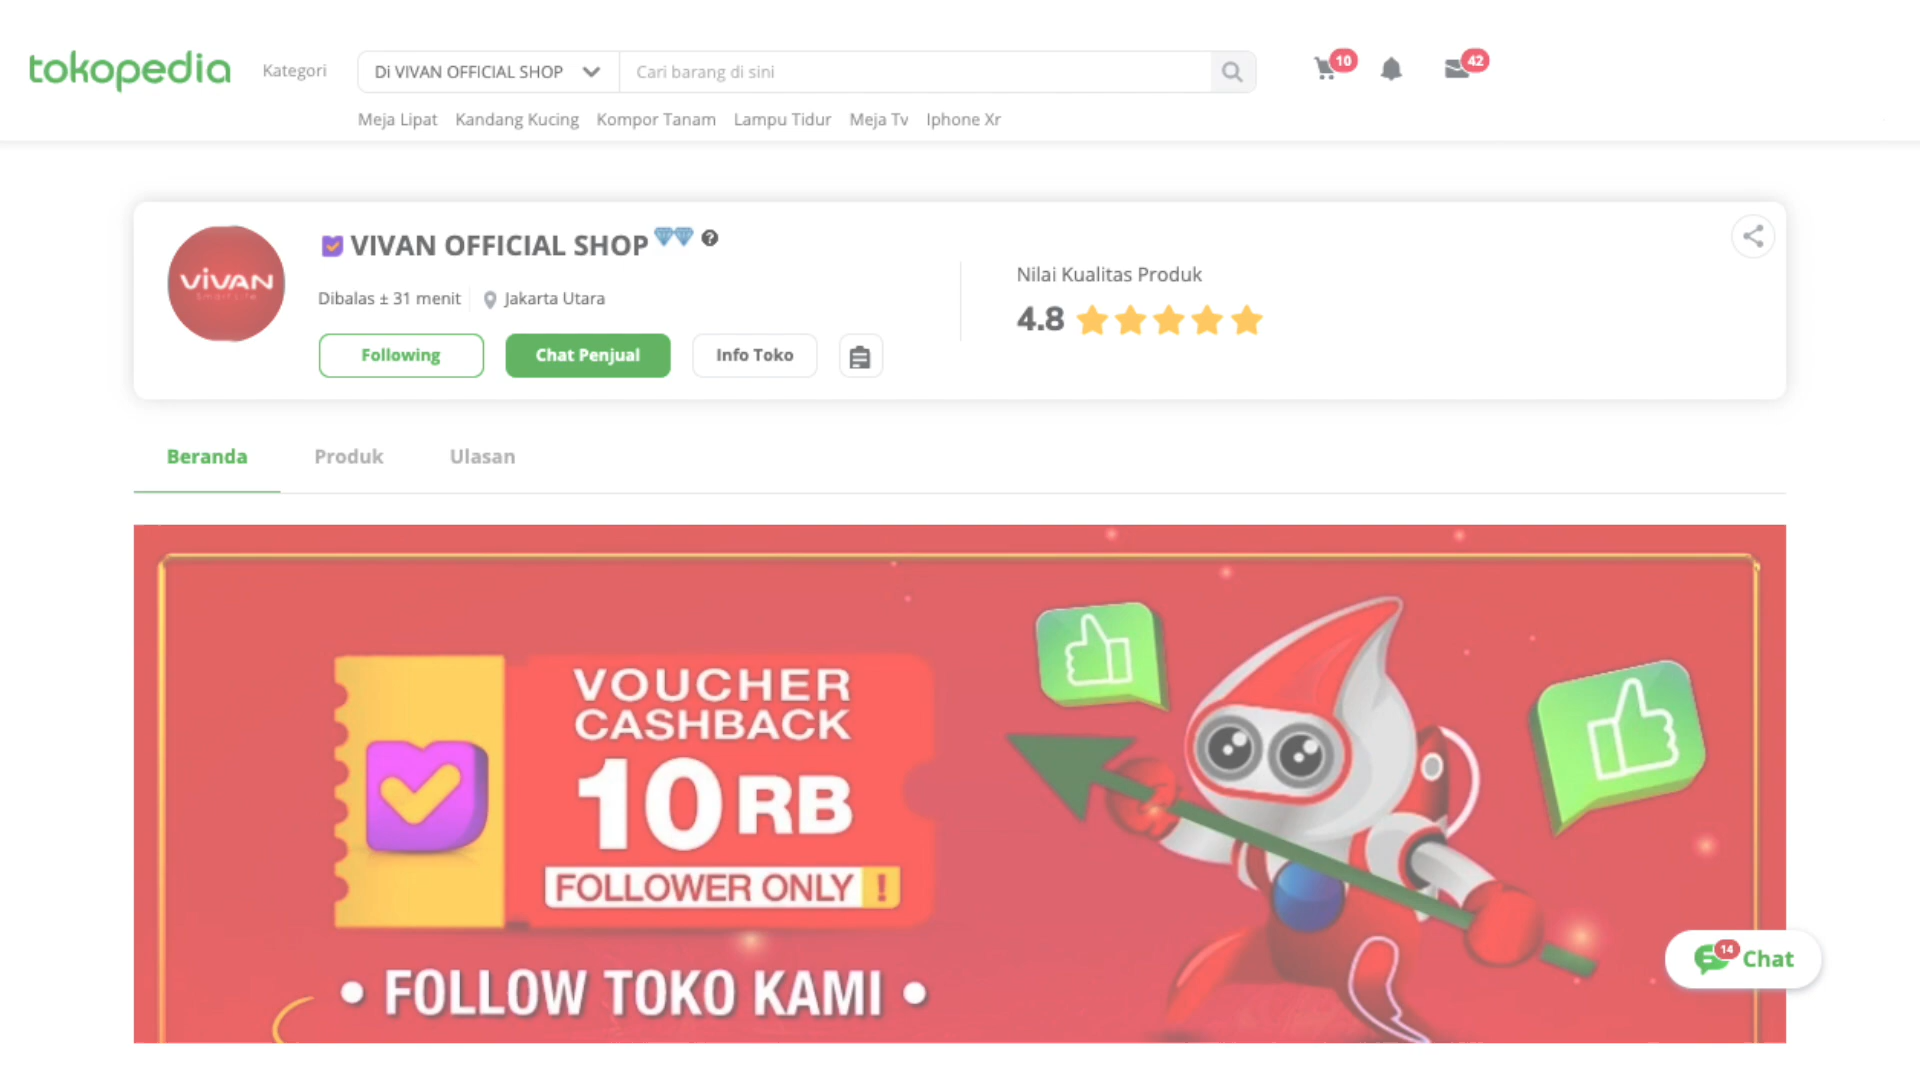 tokopedia
Kategori
Di VIVAN OFFICIAL SHOP
Cari barang di sini
10
42
Meja Lipat Kandang Kucing Kompor Tanam Lampu Tidur Meja Tv Iphone Xr
VIVAN
SmartLife
VIVAN OFFICIAL SHOP
Dibalas ± 31 menit
Jakarta Utara
Following
Chat Penjual
Info Toko
Nilai Kualitas Produk
4.8
Beranda Produk Ulasan
VOUCHER
CASHBACK
10 RB
FOLLOWER ONLY !
• FOLLOW TOKO KAMI •
14
Chat